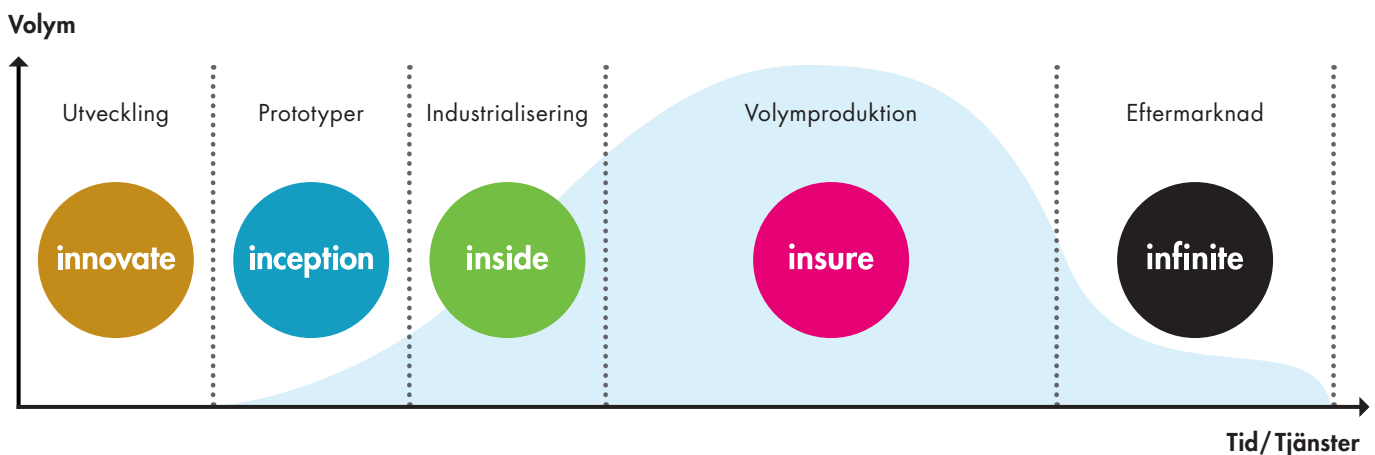 Volym
Utveckling
Prototyper
Industrialisering
Volymproduktion
Eftermarknad
innovate
inception
inside
insure
infinite
Tid/Tjänster